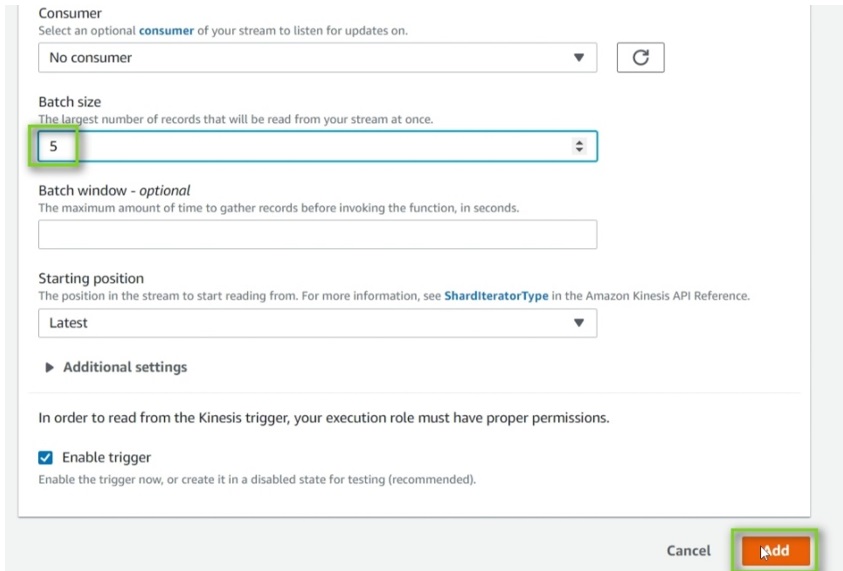 Consumer
Select an optional consumer of your stream to listen for updates on.
No consumer
Batch size
The largest number of records that will be read from your stream at once.
5
Batch window - optional
The maximum amount of time to gather records before invoking the function, in seconds.
Starting position
The position in the stream to start reading from. For more information, see ShardIteratorType in the Amazon Kinesis API Reference.
Latest
Additional settings
In order to read from the Kinesis trigger, your execution role must have proper permissions.
Enable trigger
Enable the trigger now, or create it in a disabled state for testing (recommended).
Cancel Add